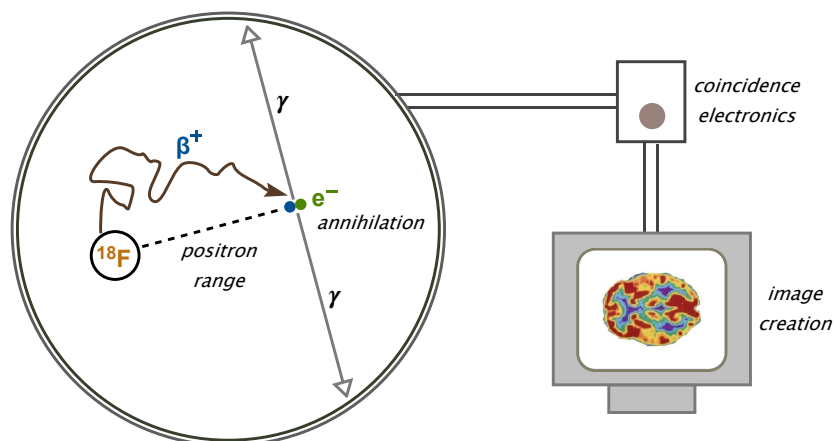 γ
β⁺
e⁻
annihilation
¹⁸F
positron
range
γ
coincidence
electronics
image
creation